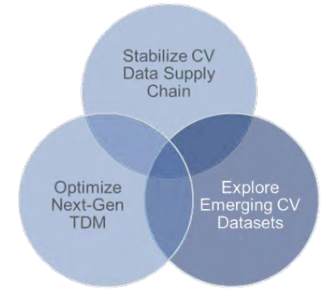 Stabilize CV
Data Supply
Chain
Optimize
Next-Gen
TDM
Explore
Emerging CV
Datasets